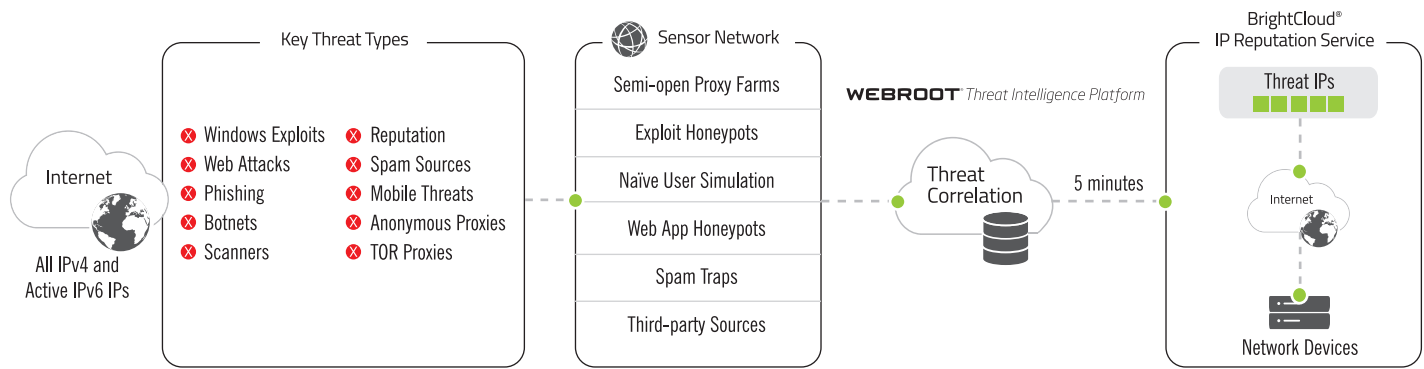 Internet
All IPv4 and
Active IPv6 IPs
Key Threat Types
Windows Exploits
Web Attacks
Phishing
Botnets
Scanners
Reputation
Spam Sources
Mobile Threats
Anonymous Proxies
TOR Proxies
Sensor Network
Semi-open Proxy Farms
Exploit Honeypots
Naïve User Simulation
Web App Honeypots
Spam Traps
Third-party Sources
WEBROOT® Threat Intelligence Platform
Threat
Correlation
5 minutes
BrightCloud®
IP Reputation Service
Threat IPs
Internet
Network Devices